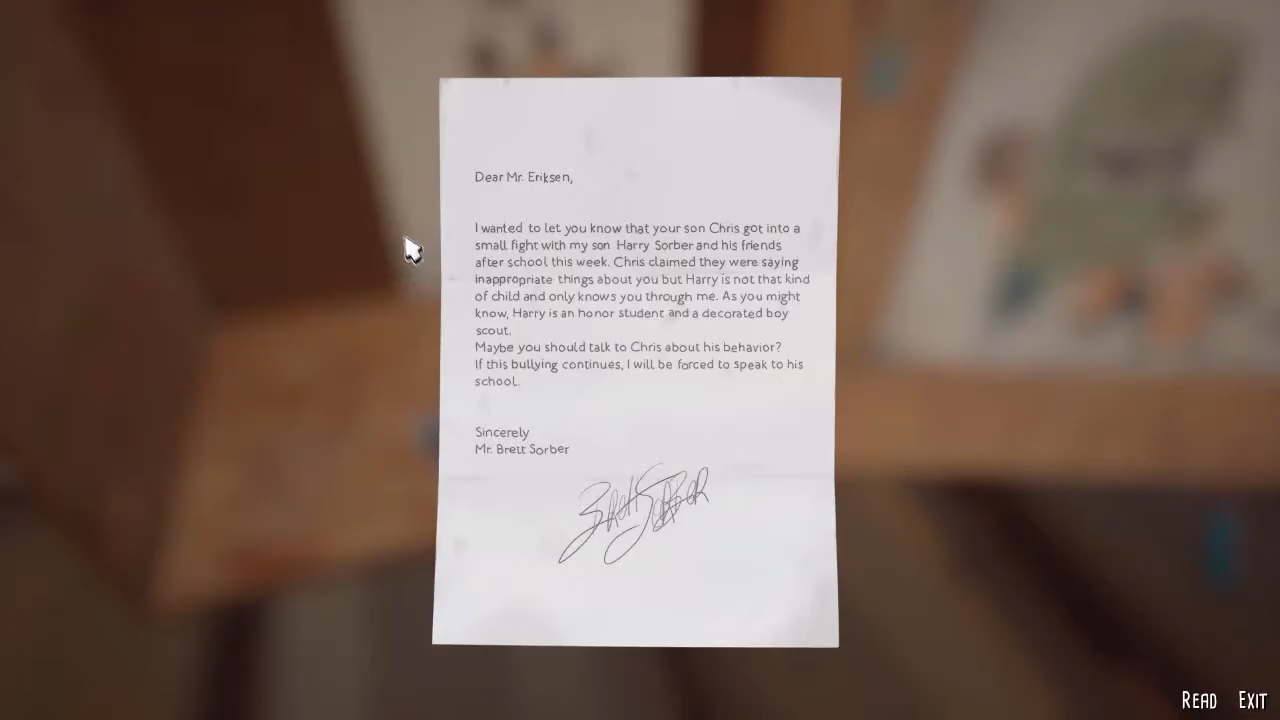 Dear Mr. Eriksen,
I wanted to let you know that your son Chris got into a
small fight with my son Harry Sorber and his friends
after school this week. Chris claimed they were saying
inappropriate things about you but Harry is not that kind
of child and only knows you through me. As you might
know, Harry is an honor student and a decorated boy
scout.
Maybe you should talk to Chris about his behavior?
If this bullying continues, I will be forced to speak to his
school.
Sincerely
Mr. Brett Sorber
Brett Sorber
READ EXIT